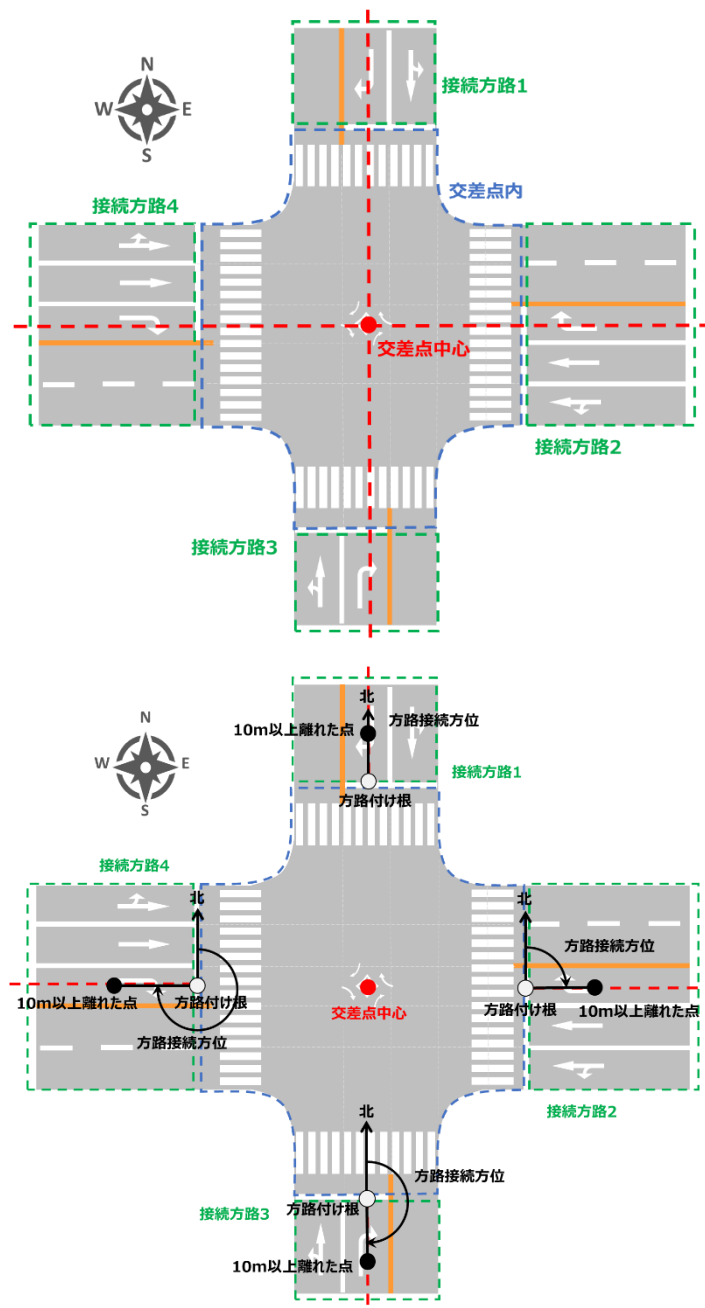 N
W
E
S
接続方路1
交差点内
接続方路4
交差点中心
接続方路2
接続方路3
北
10m以上離れた点
方路接続方位
N
W
E
S
接続方路1
方路付け根
接続方路4
北
北
方路接続方位
10m以上離れた点
方路付け根
方路付け根
10m以上離れた点
交差点中心
方路接続方位
接続方路2
北
方路接続方位
接続方路3
方路付け根
10m以上離れた点